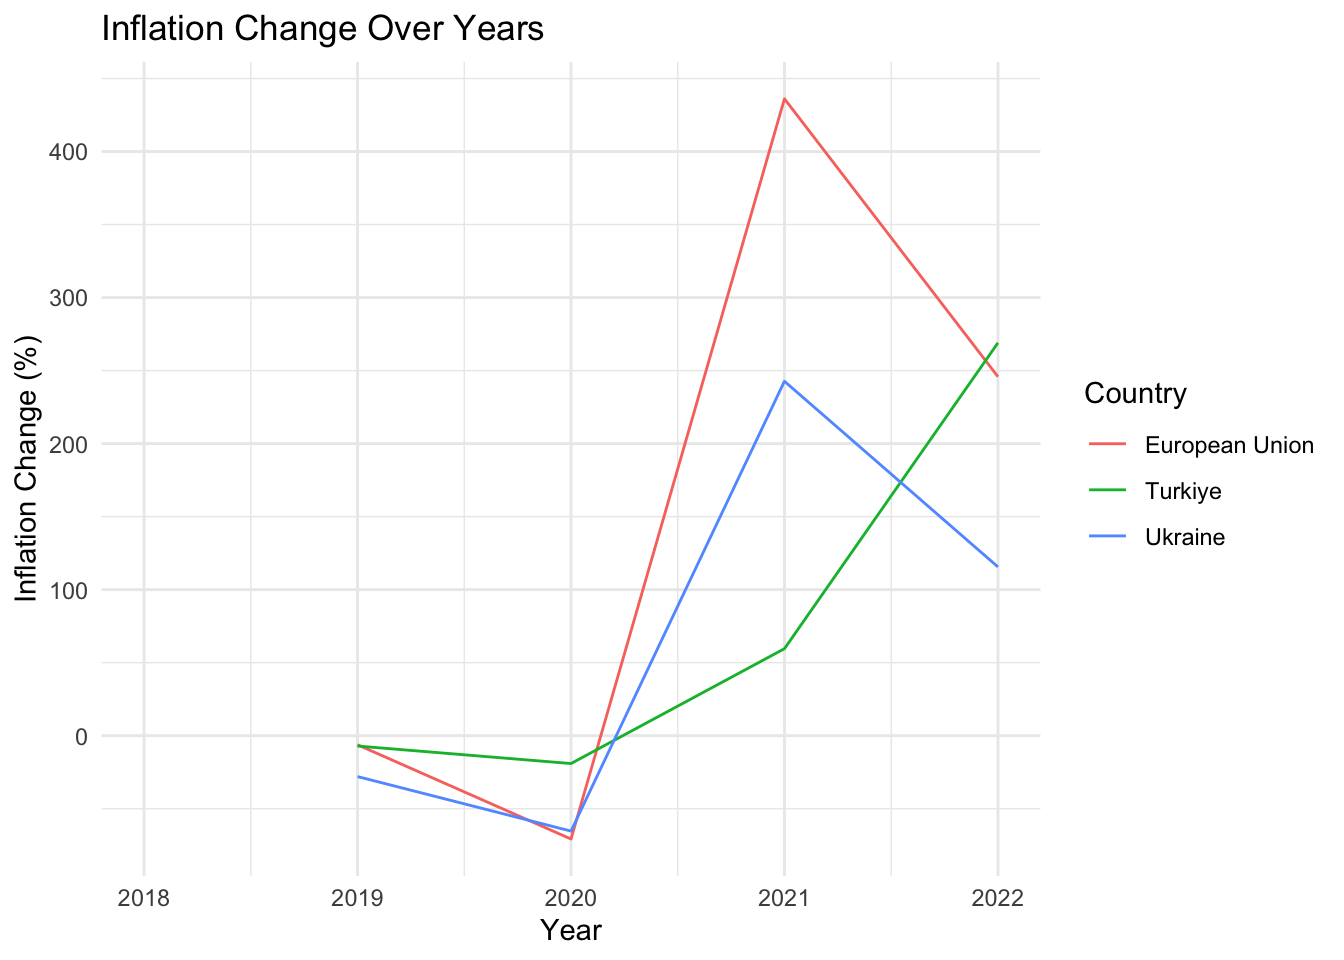 Inflation Change Over Years
Inflation Change (%)
400
300
200
100
0
2018 2019 2020 2021 2022
Year
Country
European Union
Turkiye
Ukraine